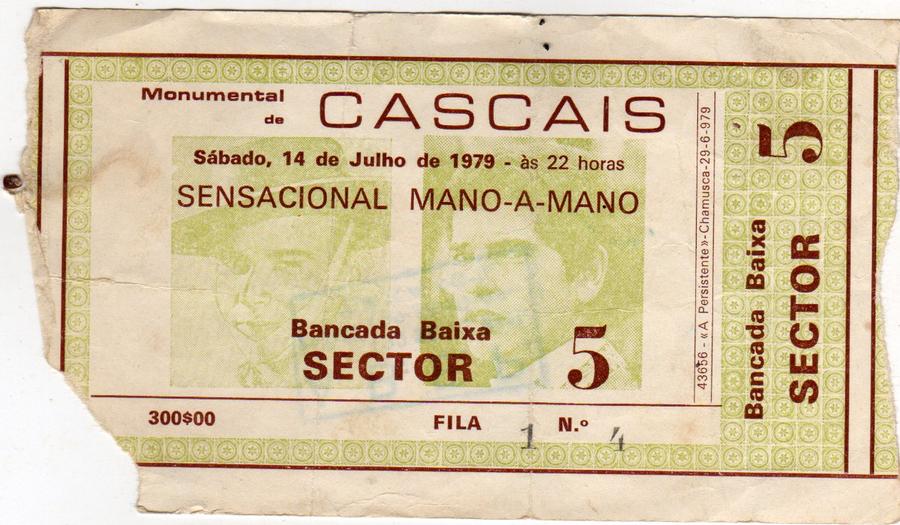 Monumental
de
CASCAIS
Sábado, 14 de Julho de 1979 - às 22 horas
SENSACIONAL MANO-A-MANO
Bancada Baixa
SECTOR 5
300$00
FILA 1 N.º 4
43656 - «A Persistente»-Chamusca-29-6-979
Bancada Baixa
SECTOR 5